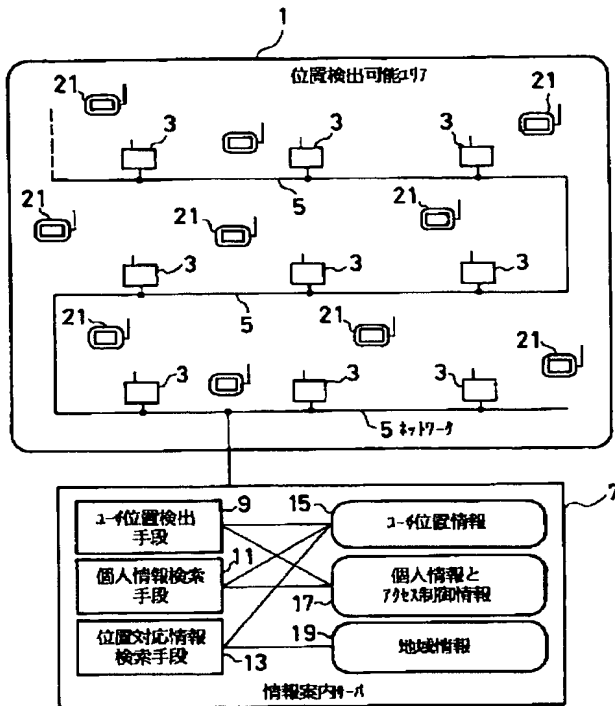 1
位置検出可能エリア
21
21
3
3
3
5
21
21
21
3
3
3
5
21
21
21
3
3
3
5 ネットワーク
7
9
15
ユーザ位置検出
手段
ユーザ位置情報
11
個人情報検索
手段
個人情報と
アクセス制御情報
17
位置対応情報
検索手段
19
地域情報
13
情報案内サーバ